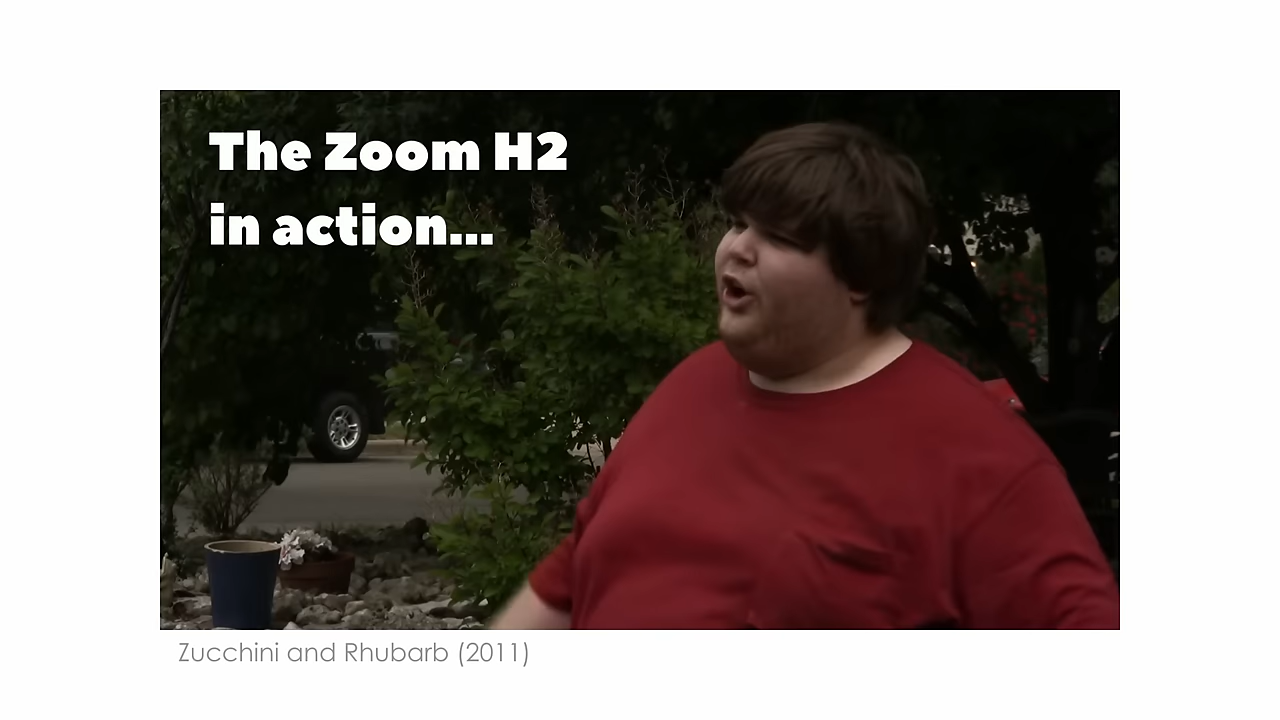 The Zoom H2
in action...
Zucchini and Rhubarb (2011)